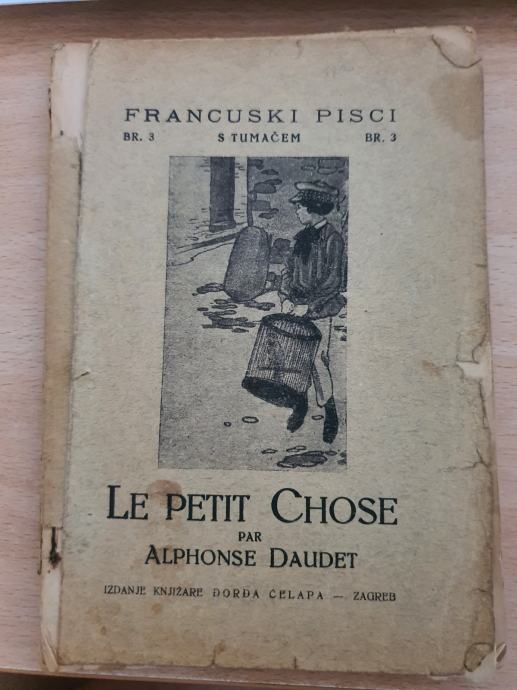 FRANCUSKI PISCI
BR. 3 S TUMAČEM BR. 3
LE PETIT CHOSE
PAR
ALPHONSE DAUDET
IZDANJE KNJIŽARE ĐORĐA ČELAPA — ZAGREB